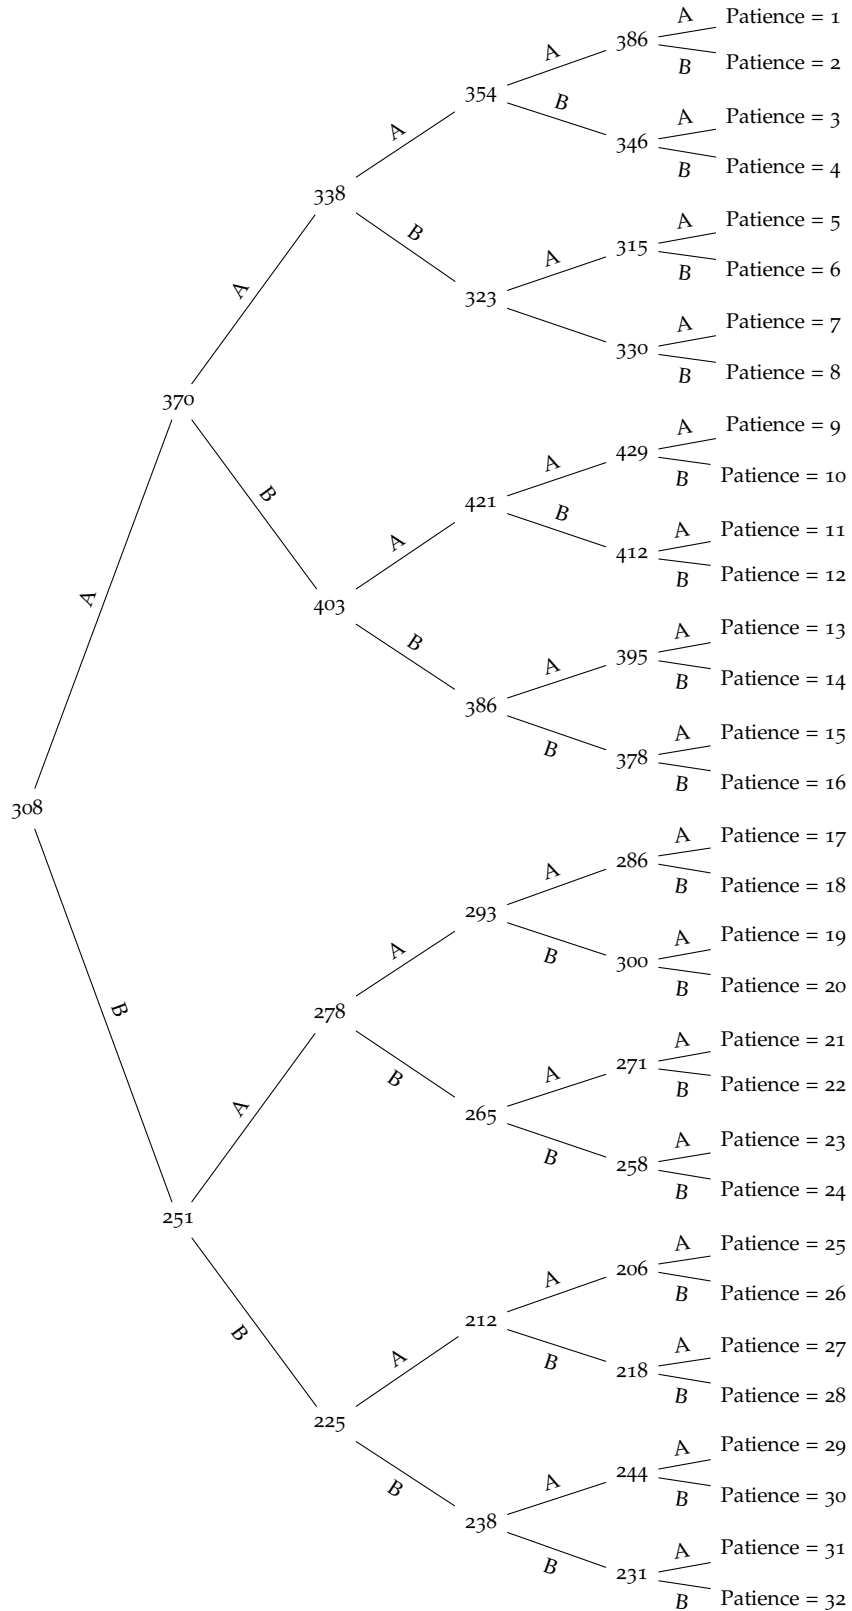 A Patience = 1
386
A
B Patience = 2
354
B
A Patience = 3
346
A
B Patience = 4
338
A Patience = 5
B
315
A
B Patience = 6
323
A
A Patience = 7
330
B Patience = 8
370
A Patience = 9
429
A
B Patience = 10
B
421
B
A Patience = 11
412
A
B Patience = 12
A
403
A Patience = 13
B
395
A
B Patience = 14
386
B
A Patience = 15
378
B Patience = 16
308
A Patience = 17
286
A
B Patience = 18
293
A
B
A Patience = 19
300
B Patience = 20
B
278
A Patience = 21
271
A
B
B Patience = 22
A
265
B
A Patience = 23
258
B Patience = 24
251
A Patience = 25
206
A
B Patience = 26
212
B
A
B
A Patience = 27
218
B Patience = 28
225
A Patience = 29
244
B
A
B Patience = 30
238
B
A Patience = 31
231
B Patience = 32